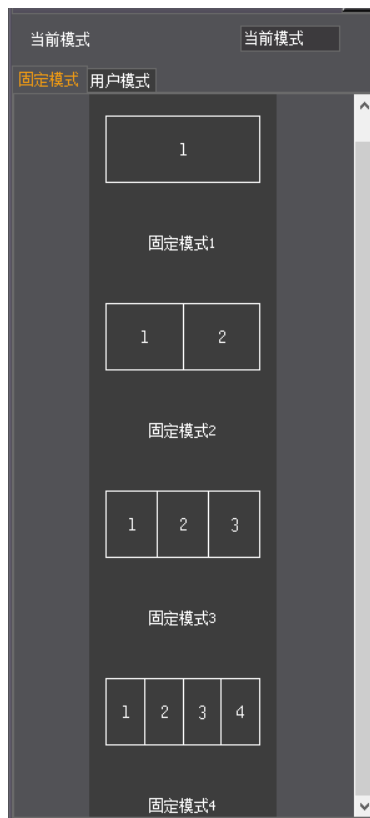 当前模式 当前模式
固定模式 用户模式
1
固定模式1
1 2
固定模式2
1 2 3
固定模式3
1 2 3 4
固定模式4